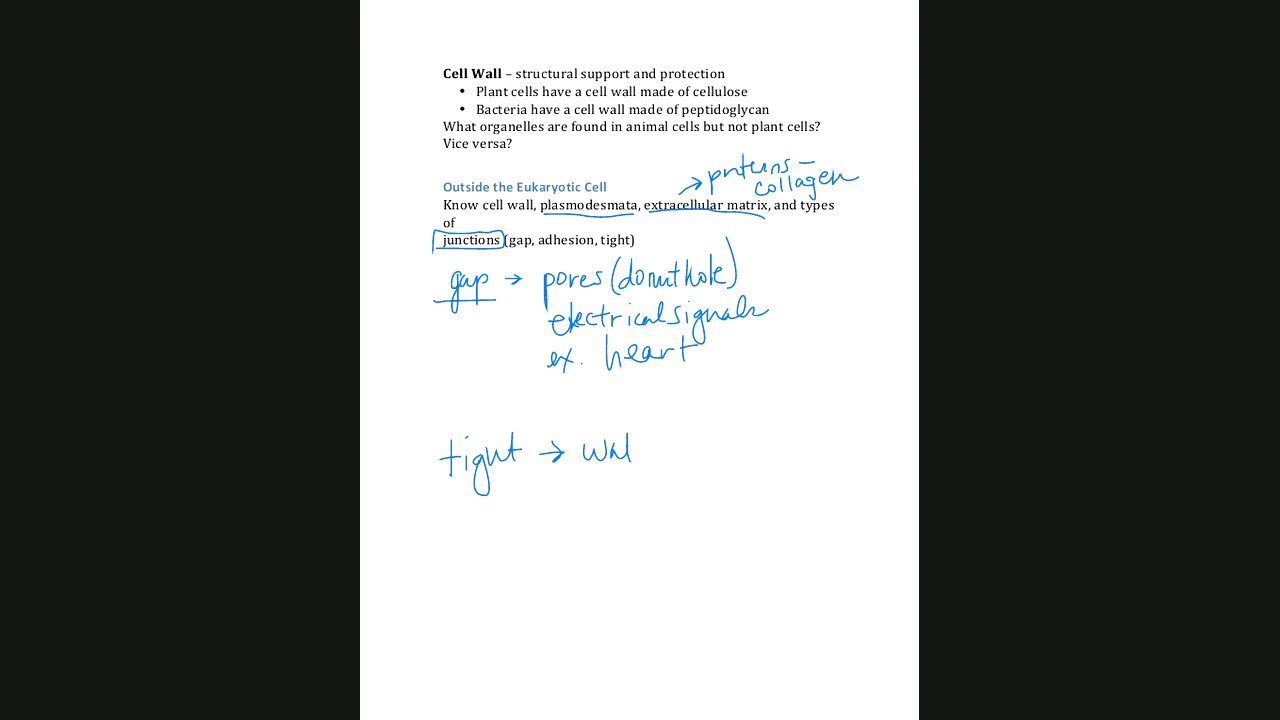 Cell Wall – structural support and protection
• Plant cells have a cell wall made of cellulose
• Bacteria have a cell wall made of peptidoglycan
What organelles are found in animal cells but not plant cells?
Vice versa?
→ proteins –
collagen
Outside the Eukaryotic Cell
Know cell wall, plasmodesmata, extracellular matrix, and types
of
junctions (gap, adhesion, tight)
gap → pores (donut hole)
electrical signals
ex. heart
tight → wal